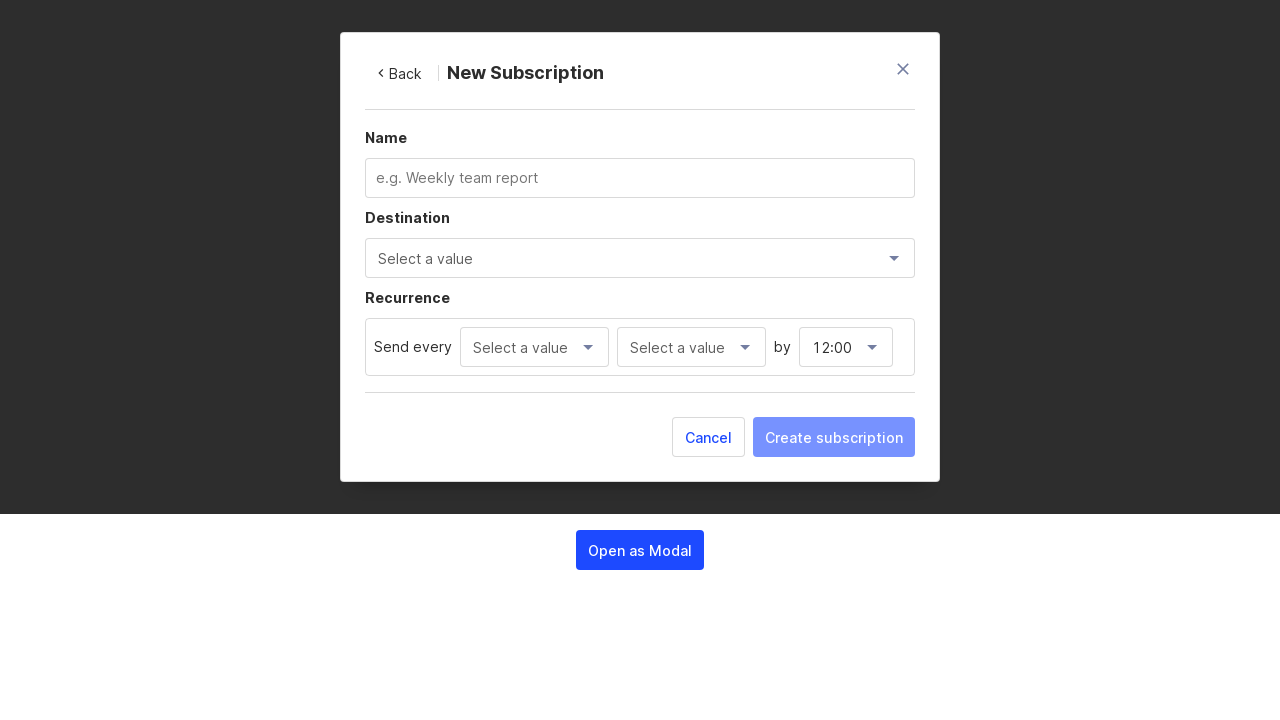 Back New Subscription
Name
e.g. Weekly team report
Destination
Select a value
Recurrence
Send every Select a value Select a value by 12:00
Cancel Create subscription
Open as Modal